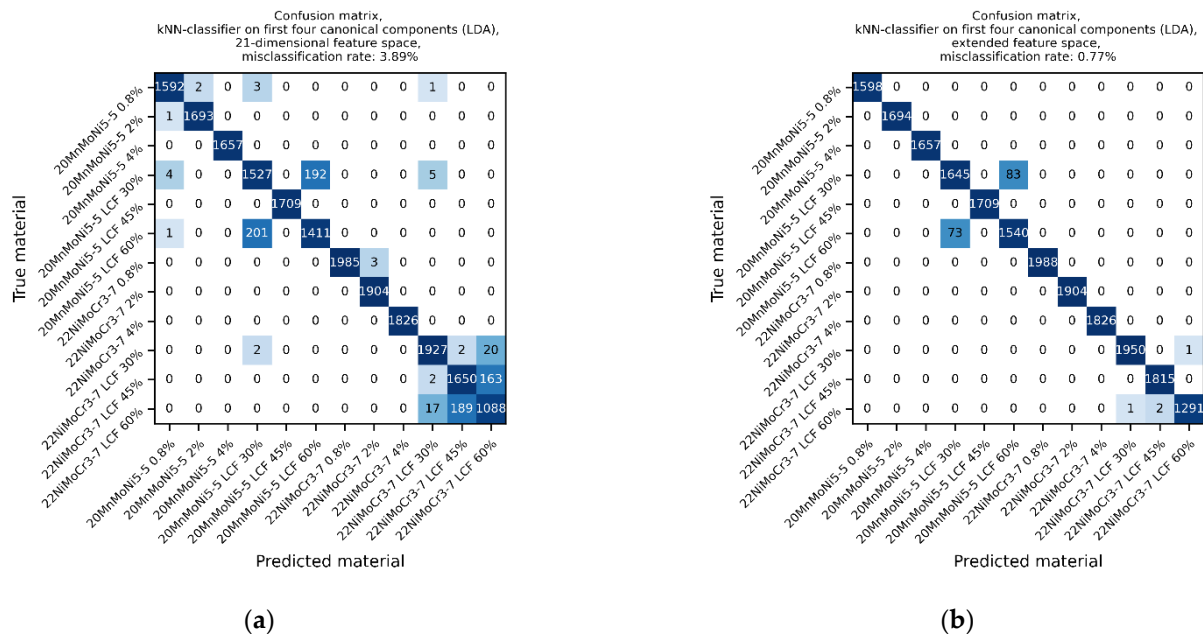 Confusion matrix,
kNN-classifier on first four canonical components (LDA),
21-dimensional feature space,
misclassification rate: 3.89%
True material
20MnMoNi5-5 0.8% 1592 2 0 3 0 0 0 0 0 1 0 0
20MnMoNi5-5 2% 1 1693 0 0 0 0 0 0 0 0 0 0
20MnMoNi5-5 4% 0 0 1657 0 0 0 0 0 0 0 0 0
20MnMoNi5-5 LCF 30% 4 0 0 1527 0 192 0 0 0 5 0 0
20MnMoNi5-5 LCF 45% 0 0 0 0 1709 0 0 0 0 0 0 0
20MnMoNi5-5 LCF 60% 1 0 0 201 0 1411 0 0 0 0 0 0
22NiMoCr3-7 0.8% 0 0 0 0 0 0 1985 3 0 0 0 0
22NiMoCr3-7 2% 0 0 0 0 0 0 0 1904 0 0 0 0
22NiMoCr3-7 4% 0 0 0 0 0 0 0 0 1826 0 0 0
22NiMoCr3-7 LCF 30% 0 0 0 2 0 0 0 0 0 1927 2 20
22NiMoCr3-7 LCF 45% 0 0 0 0 0 0 0 0 0 2 1650 163
22NiMoCr3-7 LCF 60% 0 0 0 0 0 0 0 0 0 17 189 1088
20MnMoNi5-5 0.8%
20MnMoNi5-5 2%
20MnMoNi5-5 4%
20MnMoNi5-5 LCF 30%
20MnMoNi5-5 LCF 45%
20MnMoNi5-5 LCF 60%
22NiMoCr3-7 0.8%
22NiMoCr3-7 2%
22NiMoCr3-7 4%
22NiMoCr3-7 LCF 30%
22NiMoCr3-7 LCF 45%
22NiMoCr3-7 LCF 60%
Predicted material
(a)
Confusion matrix,
kNN-classifier on first four canonical components (LDA),
extended feature space,
misclassification rate: 0.77%
True material
20MnMoNi5-5 0.8% 1598 0 0 0 0 0 0 0 0 0 0 0
20MnMoNi5-5 2% 0 1694 0 0 0 0 0 0 0 0 0 0
20MnMoNi5-5 4% 0 0 1657 0 0 0 0 0 0 0 0 0
20MnMoNi5-5 LCF 30% 0 0 0 1645 0 83 0 0 0 0 0 0
20MnMoNi5-5 LCF 45% 0 0 0 0 1709 0 0 0 0 0 0 0
20MnMoNi5-5 LCF 60% 0 0 0 73 0 1540 0 0 0 0 0 0
22NiMoCr3-7 0.8% 0 0 0 0 0 0 1988 0 0 0 0 0
22NiMoCr3-7 2% 0 0 0 0 0 0 0 1904 0 0 0 0
22NiMoCr3-7 4% 0 0 0 0 0 0 0 0 1826 0 0 0
22NiMoCr3-7 LCF 30% 0 0 0 0 0 0 0 0 0 1950 0 1
22NiMoCr3-7 LCF 45% 0 0 0 0 0 0 0 0 0 0 1815 0
22NiMoCr3-7 LCF 60% 0 0 0 0 0 0 0 0 0 1 2 1291
20MnMoNi5-5 0.8%
20MnMoNi5-5 2%
20MnMoNi5-5 4%
20MnMoNi5-5 LCF 30%
20MnMoNi5-5 LCF 45%
20MnMoNi5-5 LCF 60%
22NiMoCr3-7 0.8%
22NiMoCr3-7 2%
22NiMoCr3-7 4%
22NiMoCr3-7 LCF 30%
22NiMoCr3-7 LCF 45%
22NiMoCr3-7 LCF 60%
Predicted material
(b)